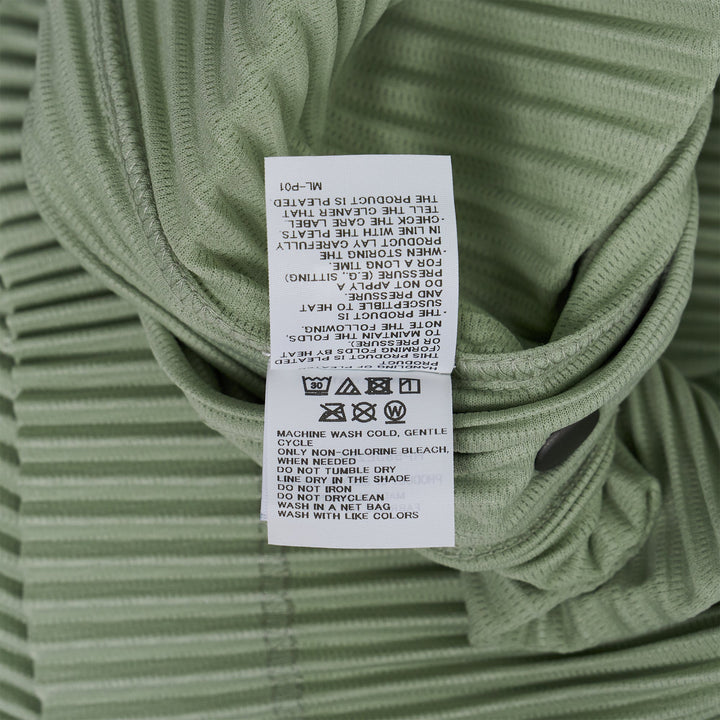 HANDLING OF PLEATED
THIS PRODUCT IS PLEATED
(FORMING FOLDS BY HEAT
OR PRESSURE)
TO MAINTAIN THE FOLDS,
NOTE THE FOLLOWING.
·THE PRODUCT IS
SUSCEPTIBLE TO HEAT
AND PRESSURE.
DO NOT APPLY A
PRESSURE (E.G., SITTING)
FOR A LONG TIME.
·WHEN STORING THE
PRODUCT LAY CAREFULLY
IN LINE WITH THE PLEATS.
·CHECK THE CARE LABEL.
TELL THE CLEANER THAT
THE PRODUCT IS PLEATED
ML-P01
30
W
MACHINE WASH COLD, GENTLE
CYCLE
ONLY NON-CHLORINE BLEACH,
WHEN NEEDED
DO NOT TUMBLE DRY
LINE DRY IN THE SHADE
DO NOT IRON
DO NOT DRYCLEAN
WASH IN A NET BAG
WASH WITH LIKE COLORS